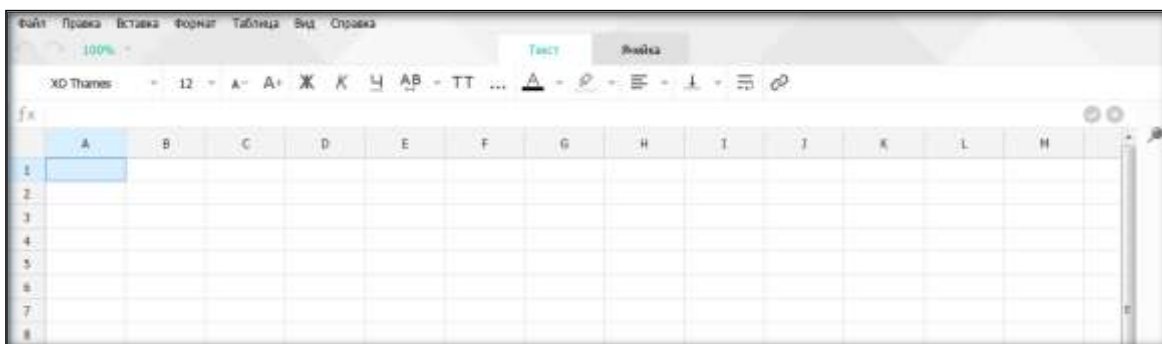 Файл Правка Вставка Формат Таблица Вид Справка
100% Текст Ячейка
XO Thames 12 A− A+ Ж К Ч АВ ТТ ... A
fx
A B C D E F G H I J K L M
1
2
3
4
5
6
7
8